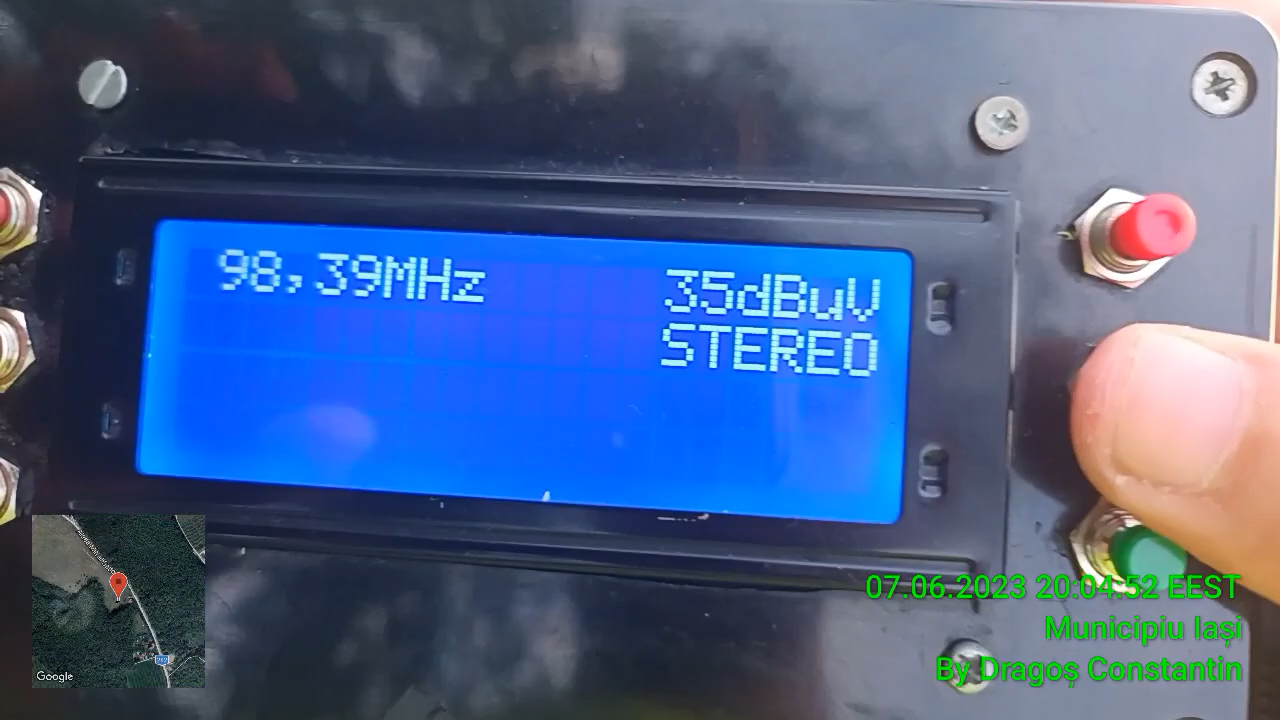 98,39MHz 35dBuV
STEREO
07.06.2023 20:04:52 EEST
Municipiu Iași
By Dragoș Constantin
Google